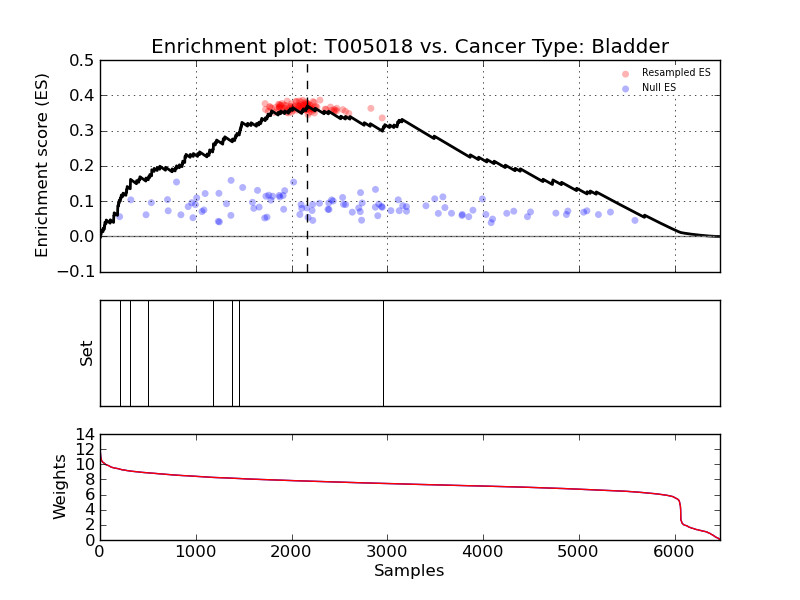 Enrichment plot: T005018 vs. Cancer Type: Bladder
Enrichment score (ES)
0.5
0.4
0.3
0.2
0.1
0.0
−0.1
Resampled ES
Null ES
Set
Weights
14
12
10
8
6
4
2
0
0 1000 2000 3000 4000 5000 6000
Samples